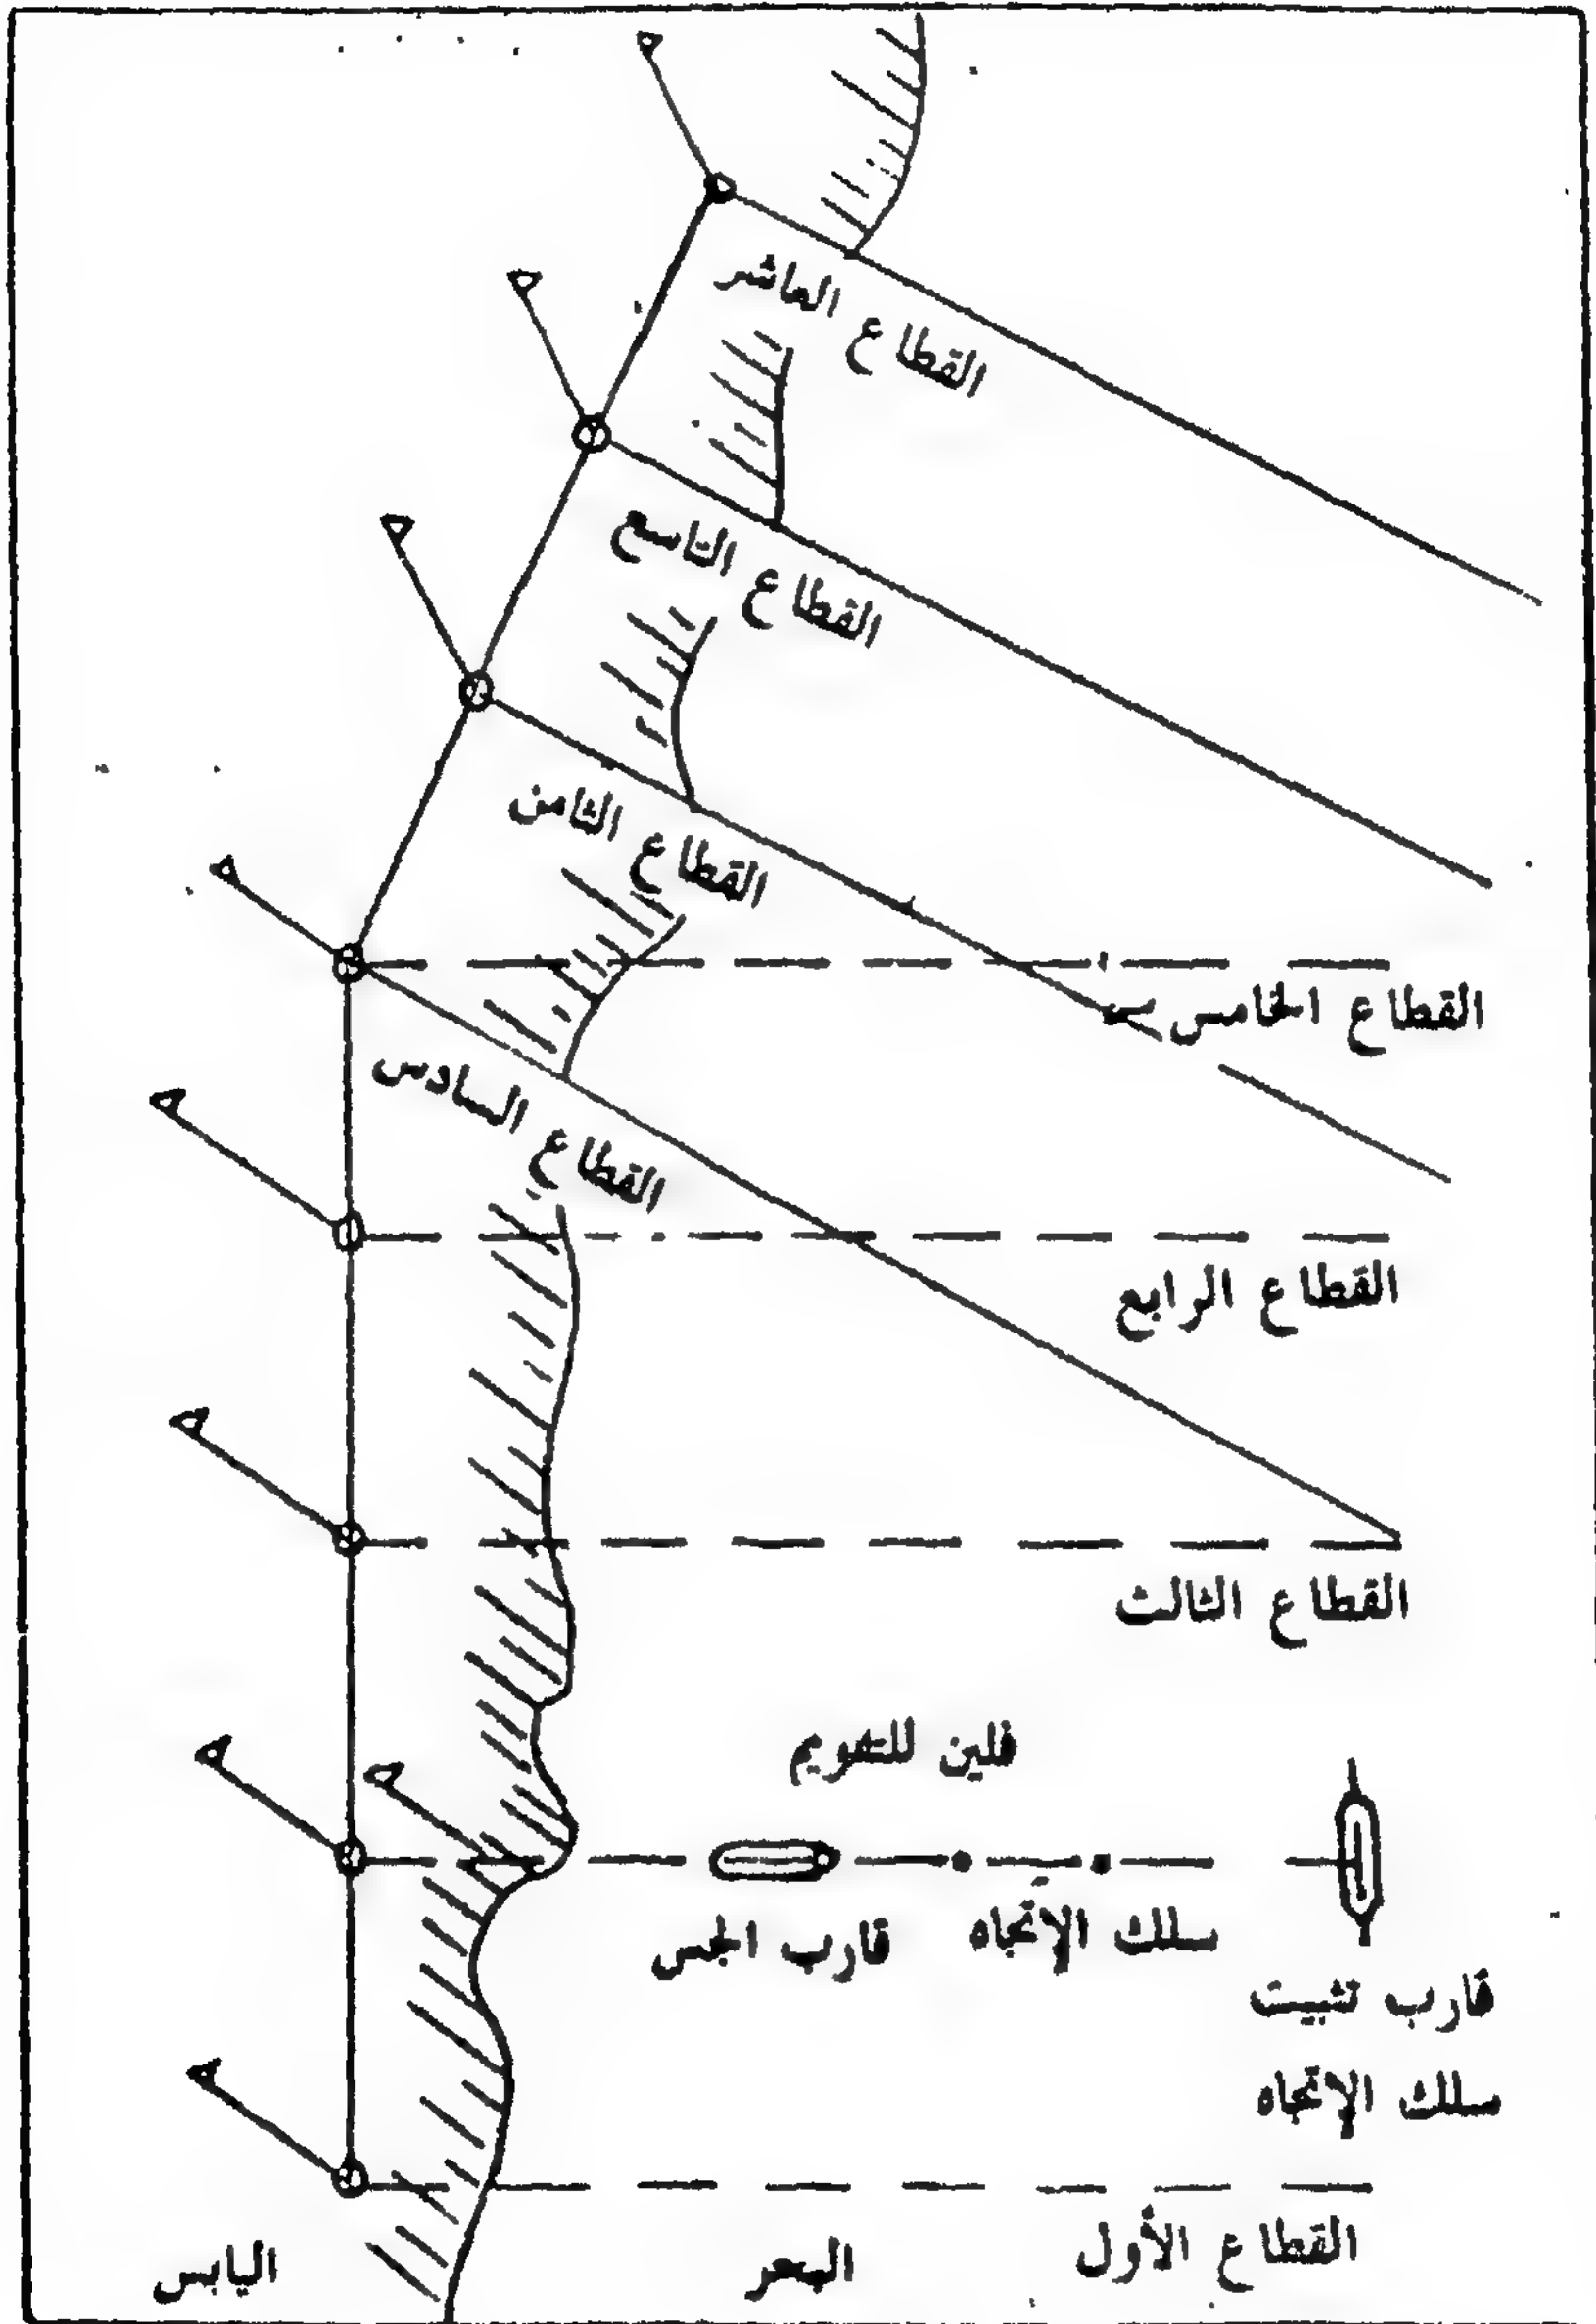 القطاع العاشر
القطاع التاسع
القطاع الثامن
القطاع الخامس
القطاع السادس
القطاع الرابع
القطاع الثالث
فلين للتعويم
قارب الجس
سلك الإتجاه
قارب تثبيت
سلك الإتجاه
القطاع الأول
البحر
اليابس